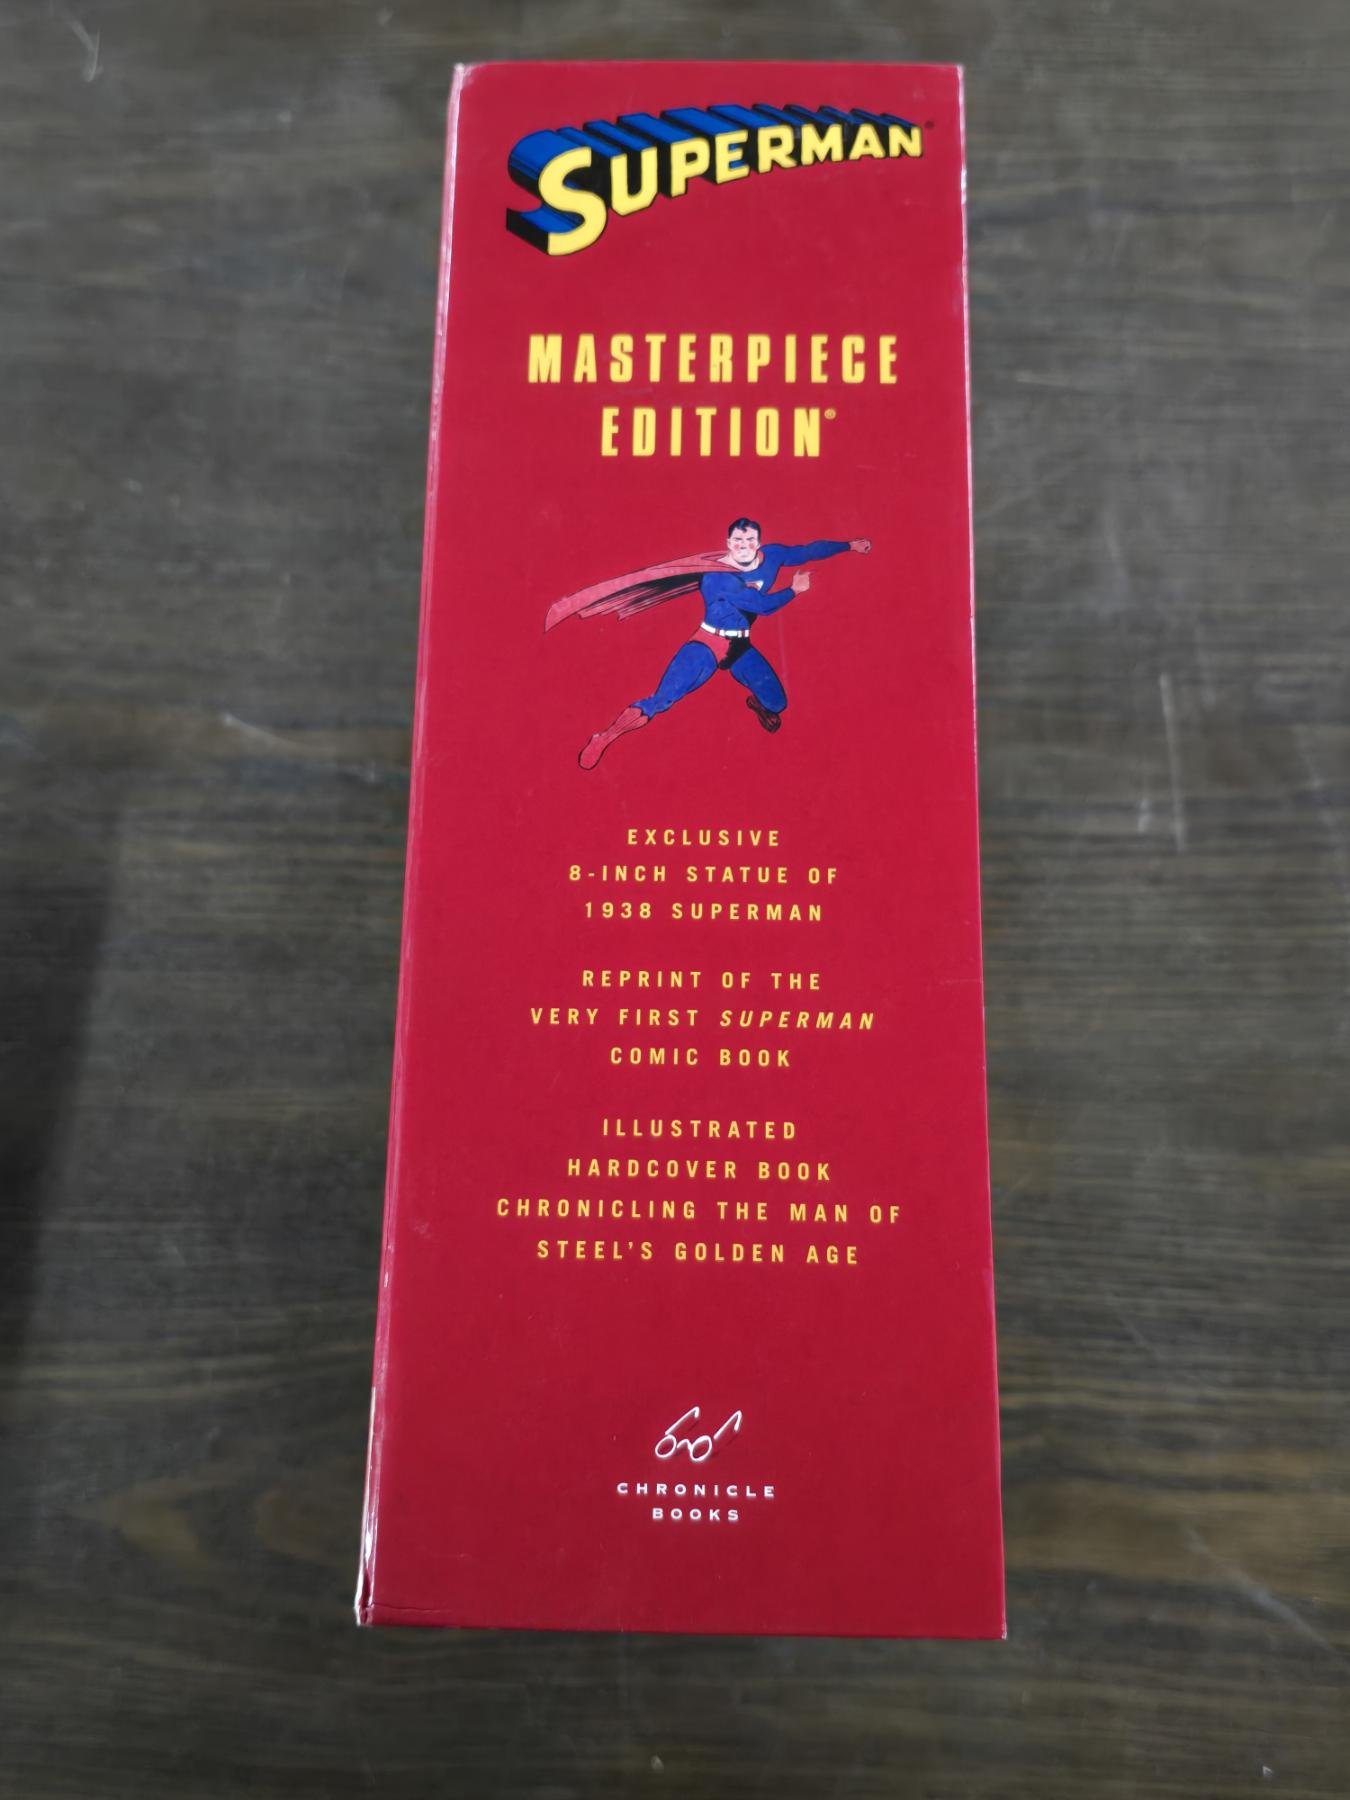 SUPERMAN
MASTERPIECE
EDITION®
EXCLUSIVE
8-INCH STATUE OF
1938 SUPERMAN
REPRINT OF THE
VERY FIRST SUPERMAN
COMIC BOOK
ILLUSTRATED
HARDCOVER BOOK
CHRONICLING THE MAN OF
STEEL'S GOLDEN AGE
CHRONICLE
BOOKS